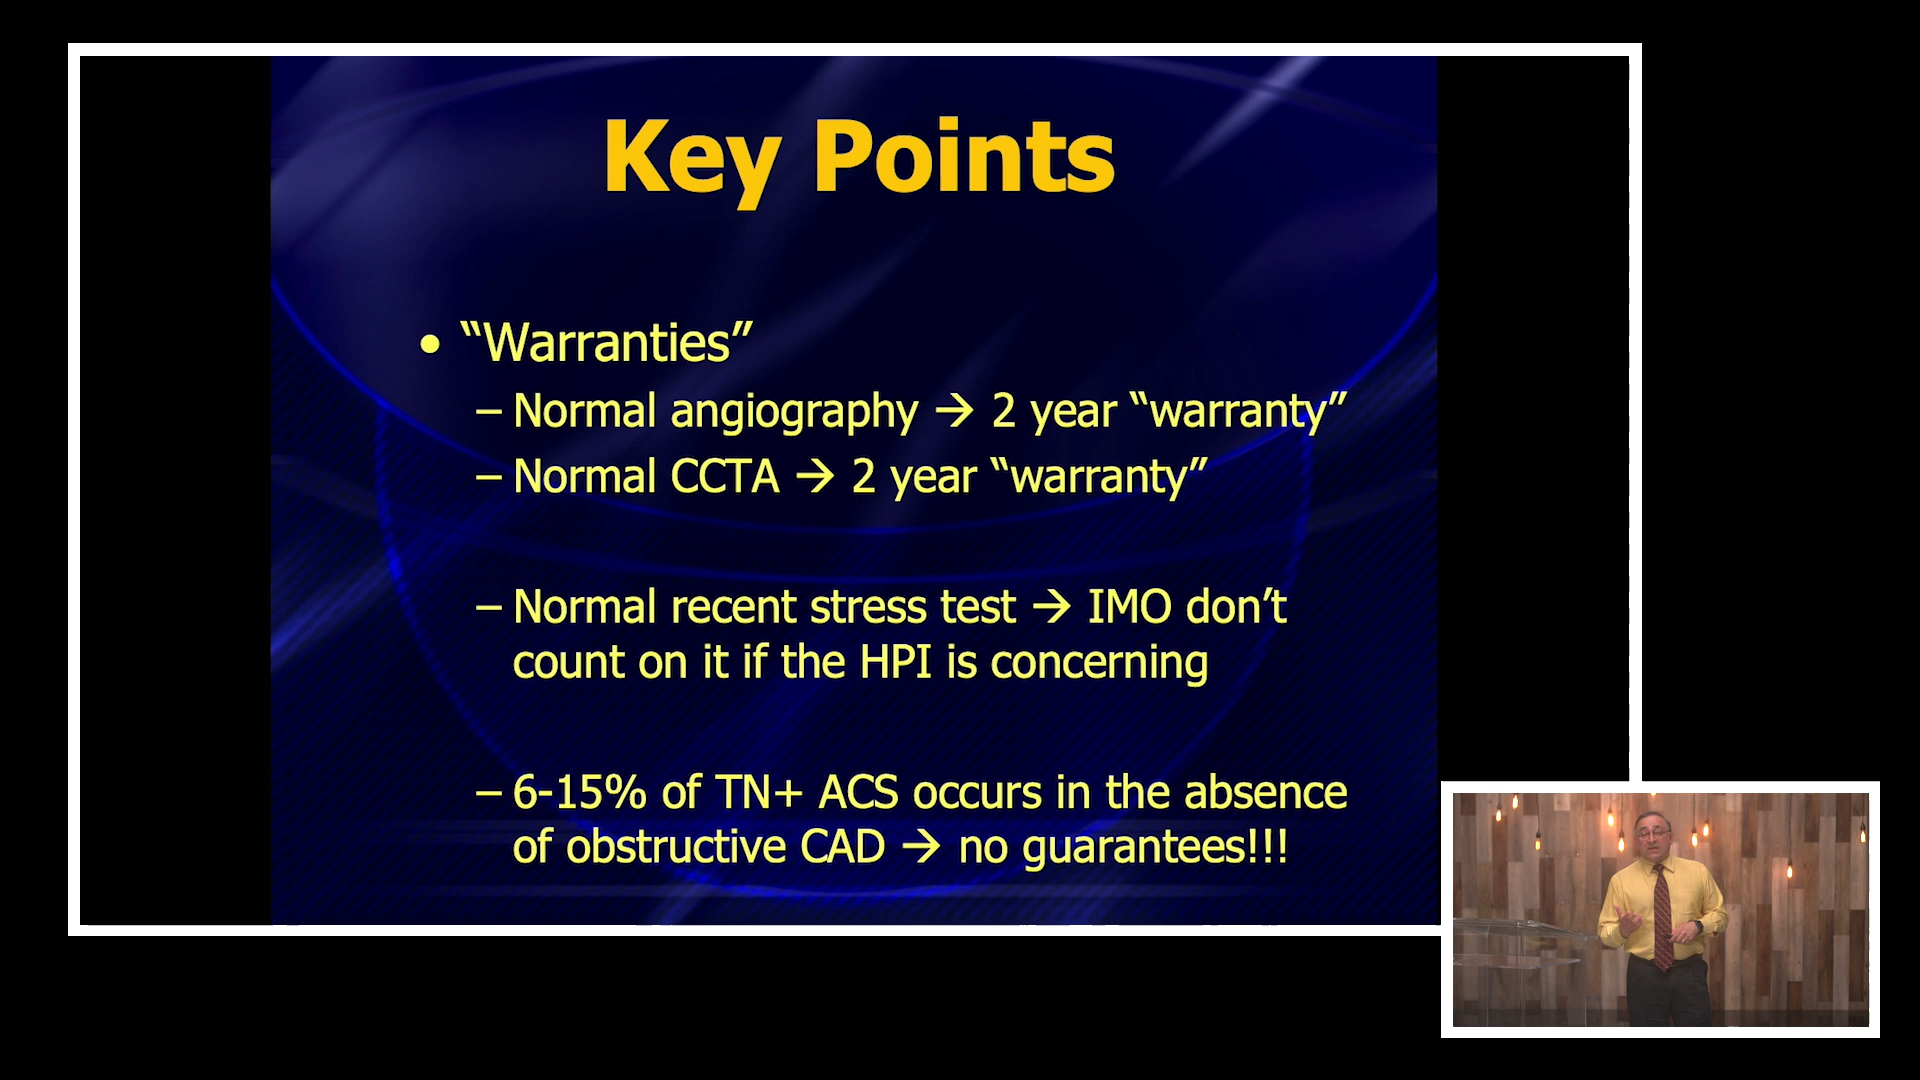 Key Points
• “Warranties”
– Normal angiography → 2 year “warranty”
– Normal CCTA → 2 year “warranty”
– Normal recent stress test → IMO don’t
count on it if the HPI is concerning
– 6-15% of TN+ ACS occurs in the absence
of obstructive CAD → no guarantees!!!